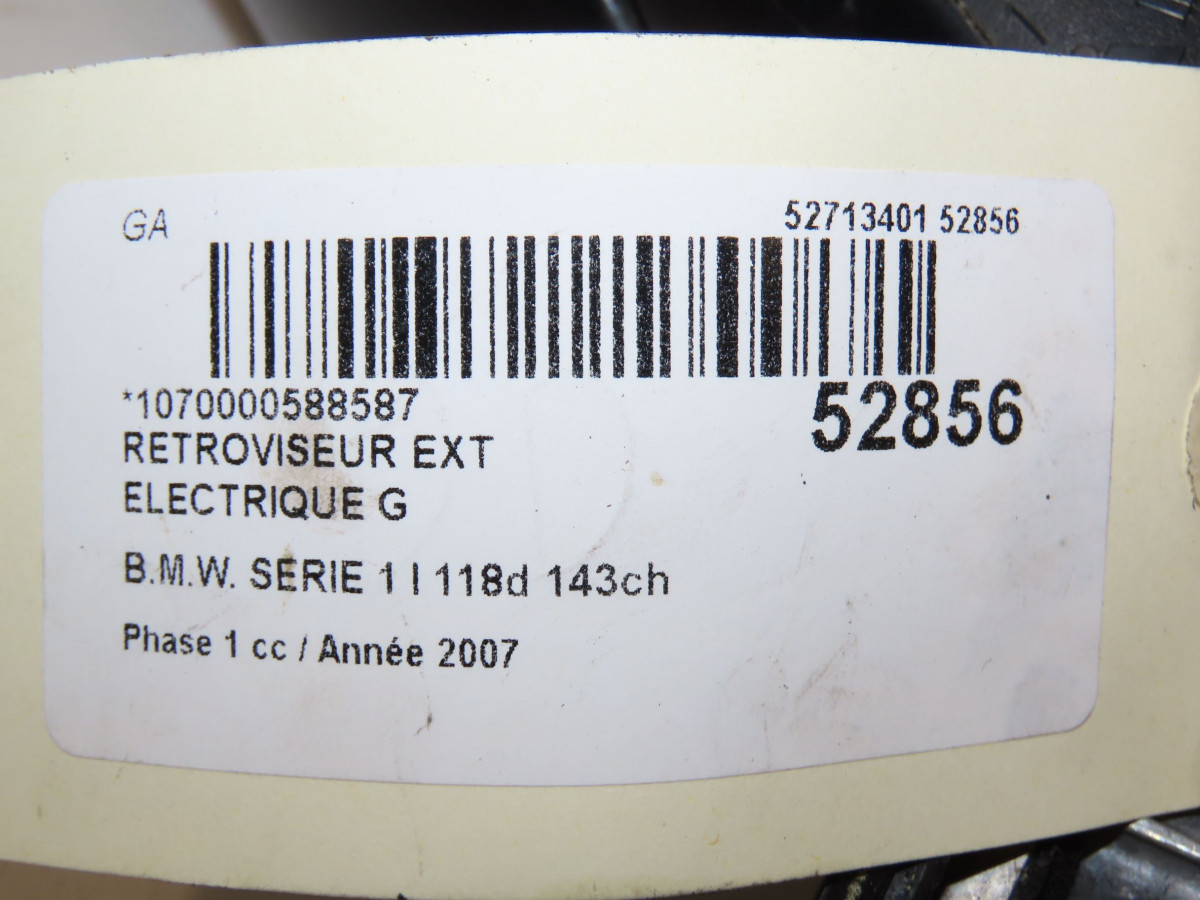 GA
52713401 52856
*1070000588587
52856
RETROVISEUR EXT
ELECTRIQUE G
B.M.W. SERIE 1 I 118d 143ch
Phase 1 cc / Année 2007